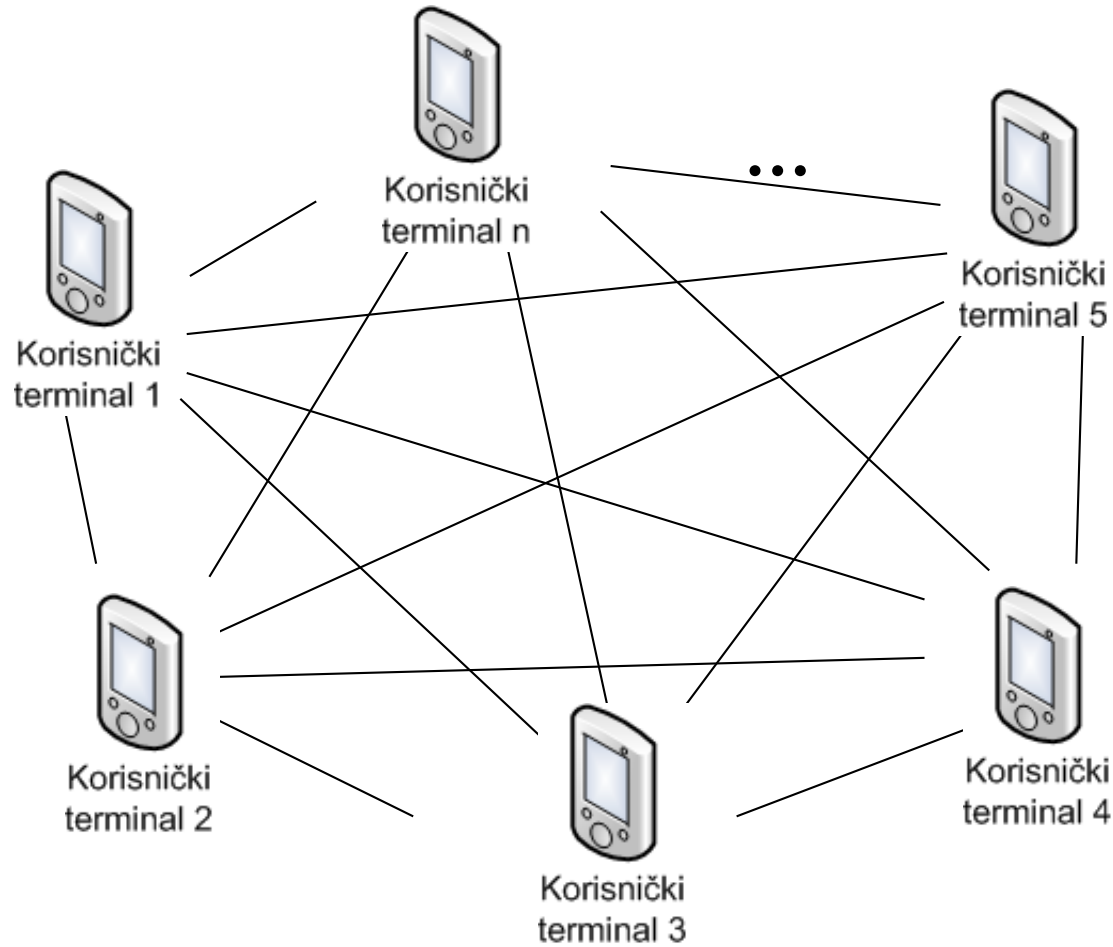 Korisnički
terminal n
•••
Korisnički
terminal 5
Korisnički
terminal 1
Korisnički
terminal 2
Korisnički
terminal 4
Korisnički
terminal 3